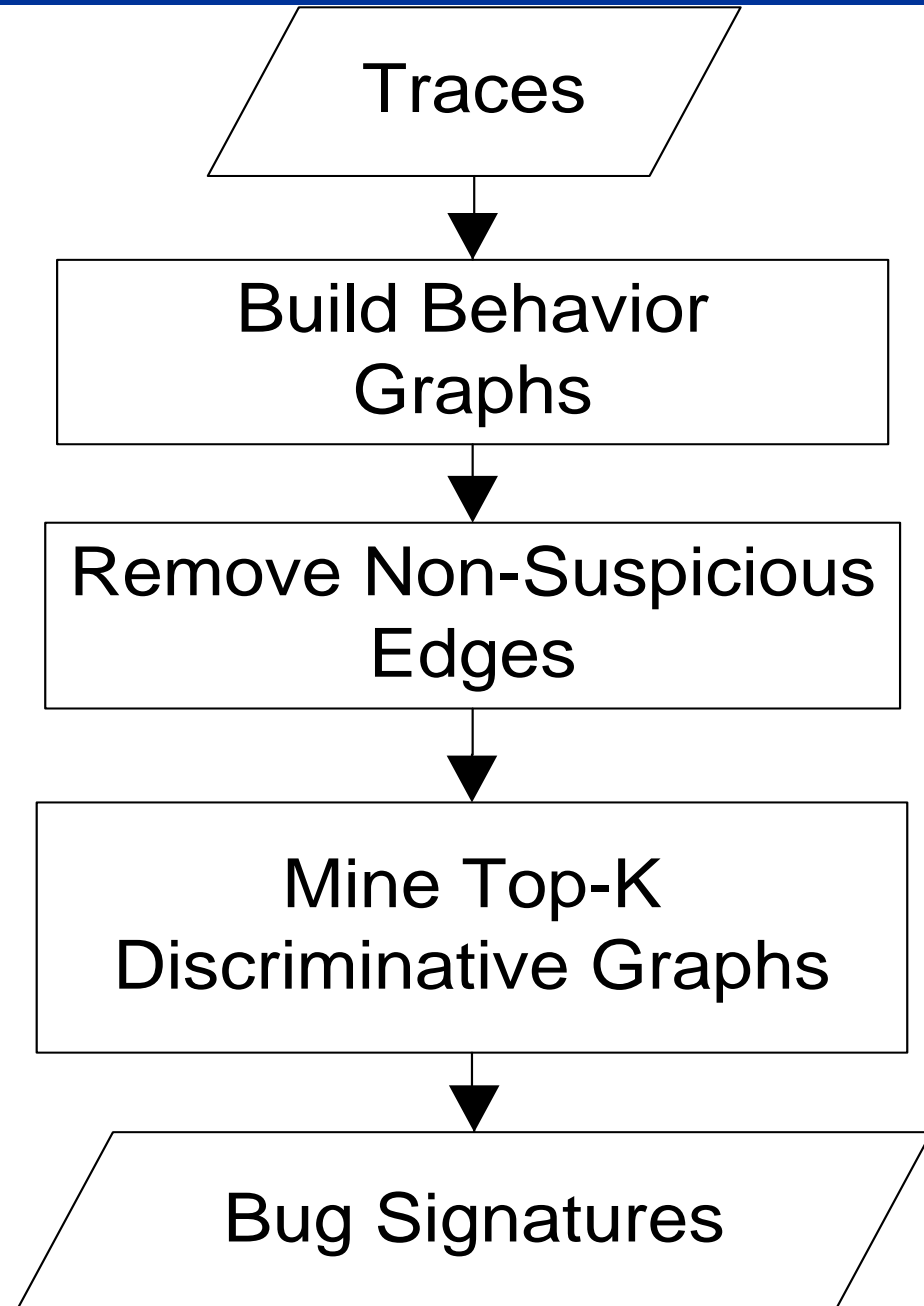 Traces
Build Behavior
Graphs
Remove Non-Suspicious
Edges
Mine Top-K
Discriminative Graphs
Bug Signatures